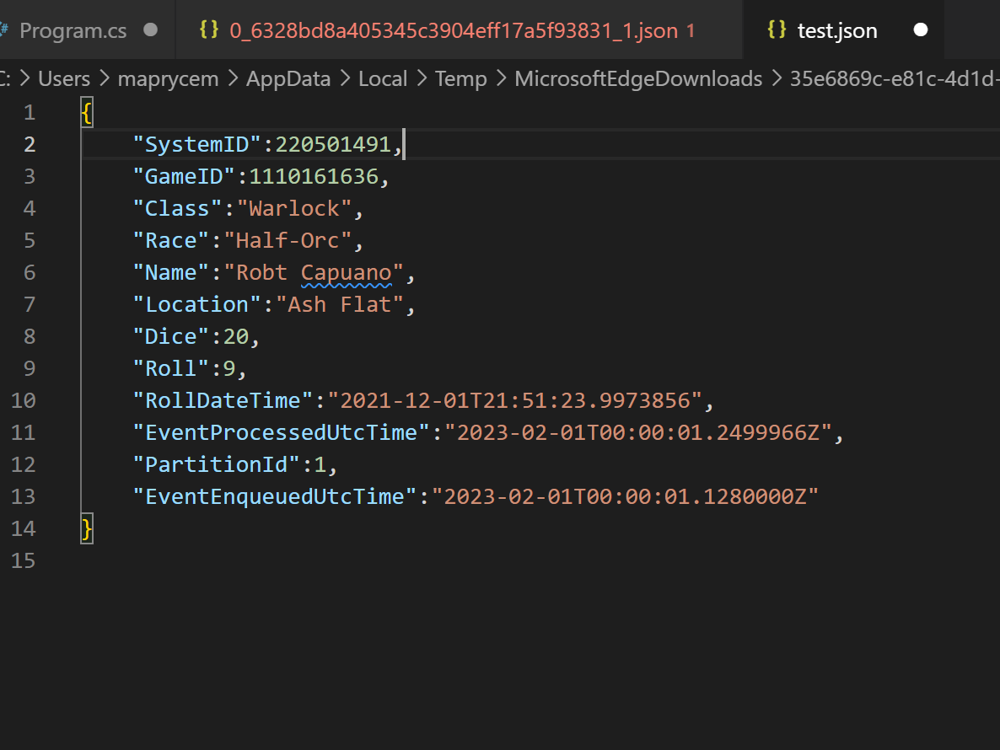 Program.cs
{} 0_6328bd8a405345c3904eff17a5f93831_1.json 1
{} test.json
C: > Users > maprycem > AppData > Local > Temp > MicrosoftEdgeDownloads > 35e6869c-e81c-4d1d-
1 {
2 "SystemID":220501491,
3 "GameID":1110161636,
4 "Class":"Warlock",
5 "Race":"Half-Orc",
6 "Name":"Robt Capuano",
7 "Location":"Ash Flat",
8 "Dice":20,
9 "Roll":9,
10 "RollDateTime":"2021-12-01T21:51:23.9973856",
11 "EventProcessedUtcTime":"2023-02-01T00:00:01.2499966Z",
12 "PartitionId":1,
13 "EventEnqueuedUtcTime":"2023-02-01T00:00:01.1280000Z"
14 }
15